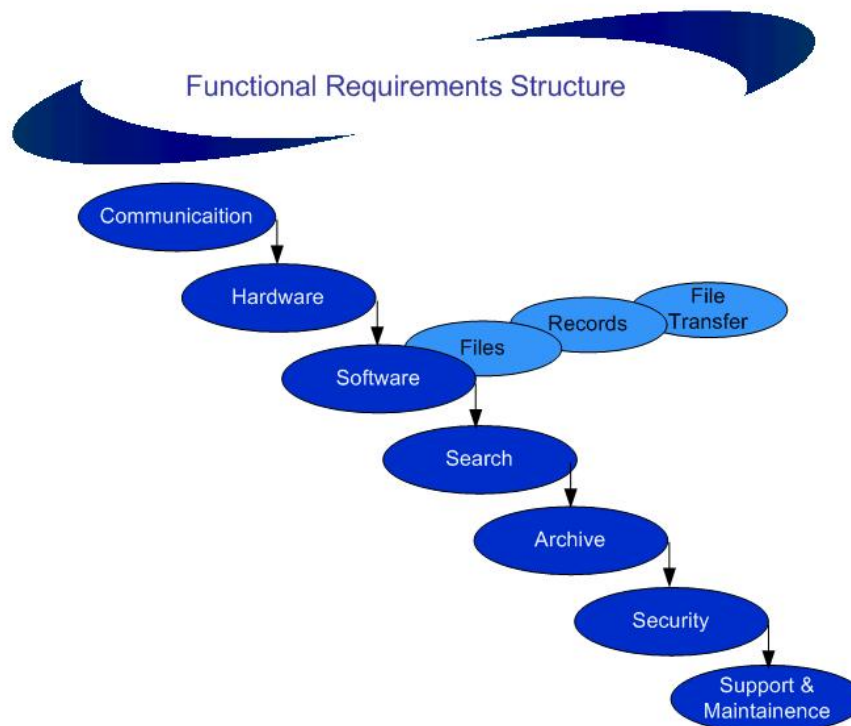 Functional Requirements Structure
Communicaition
Hardware
File
Transfer
Records
Files
Software
Search
Archive
Security
Support &
Maintainence